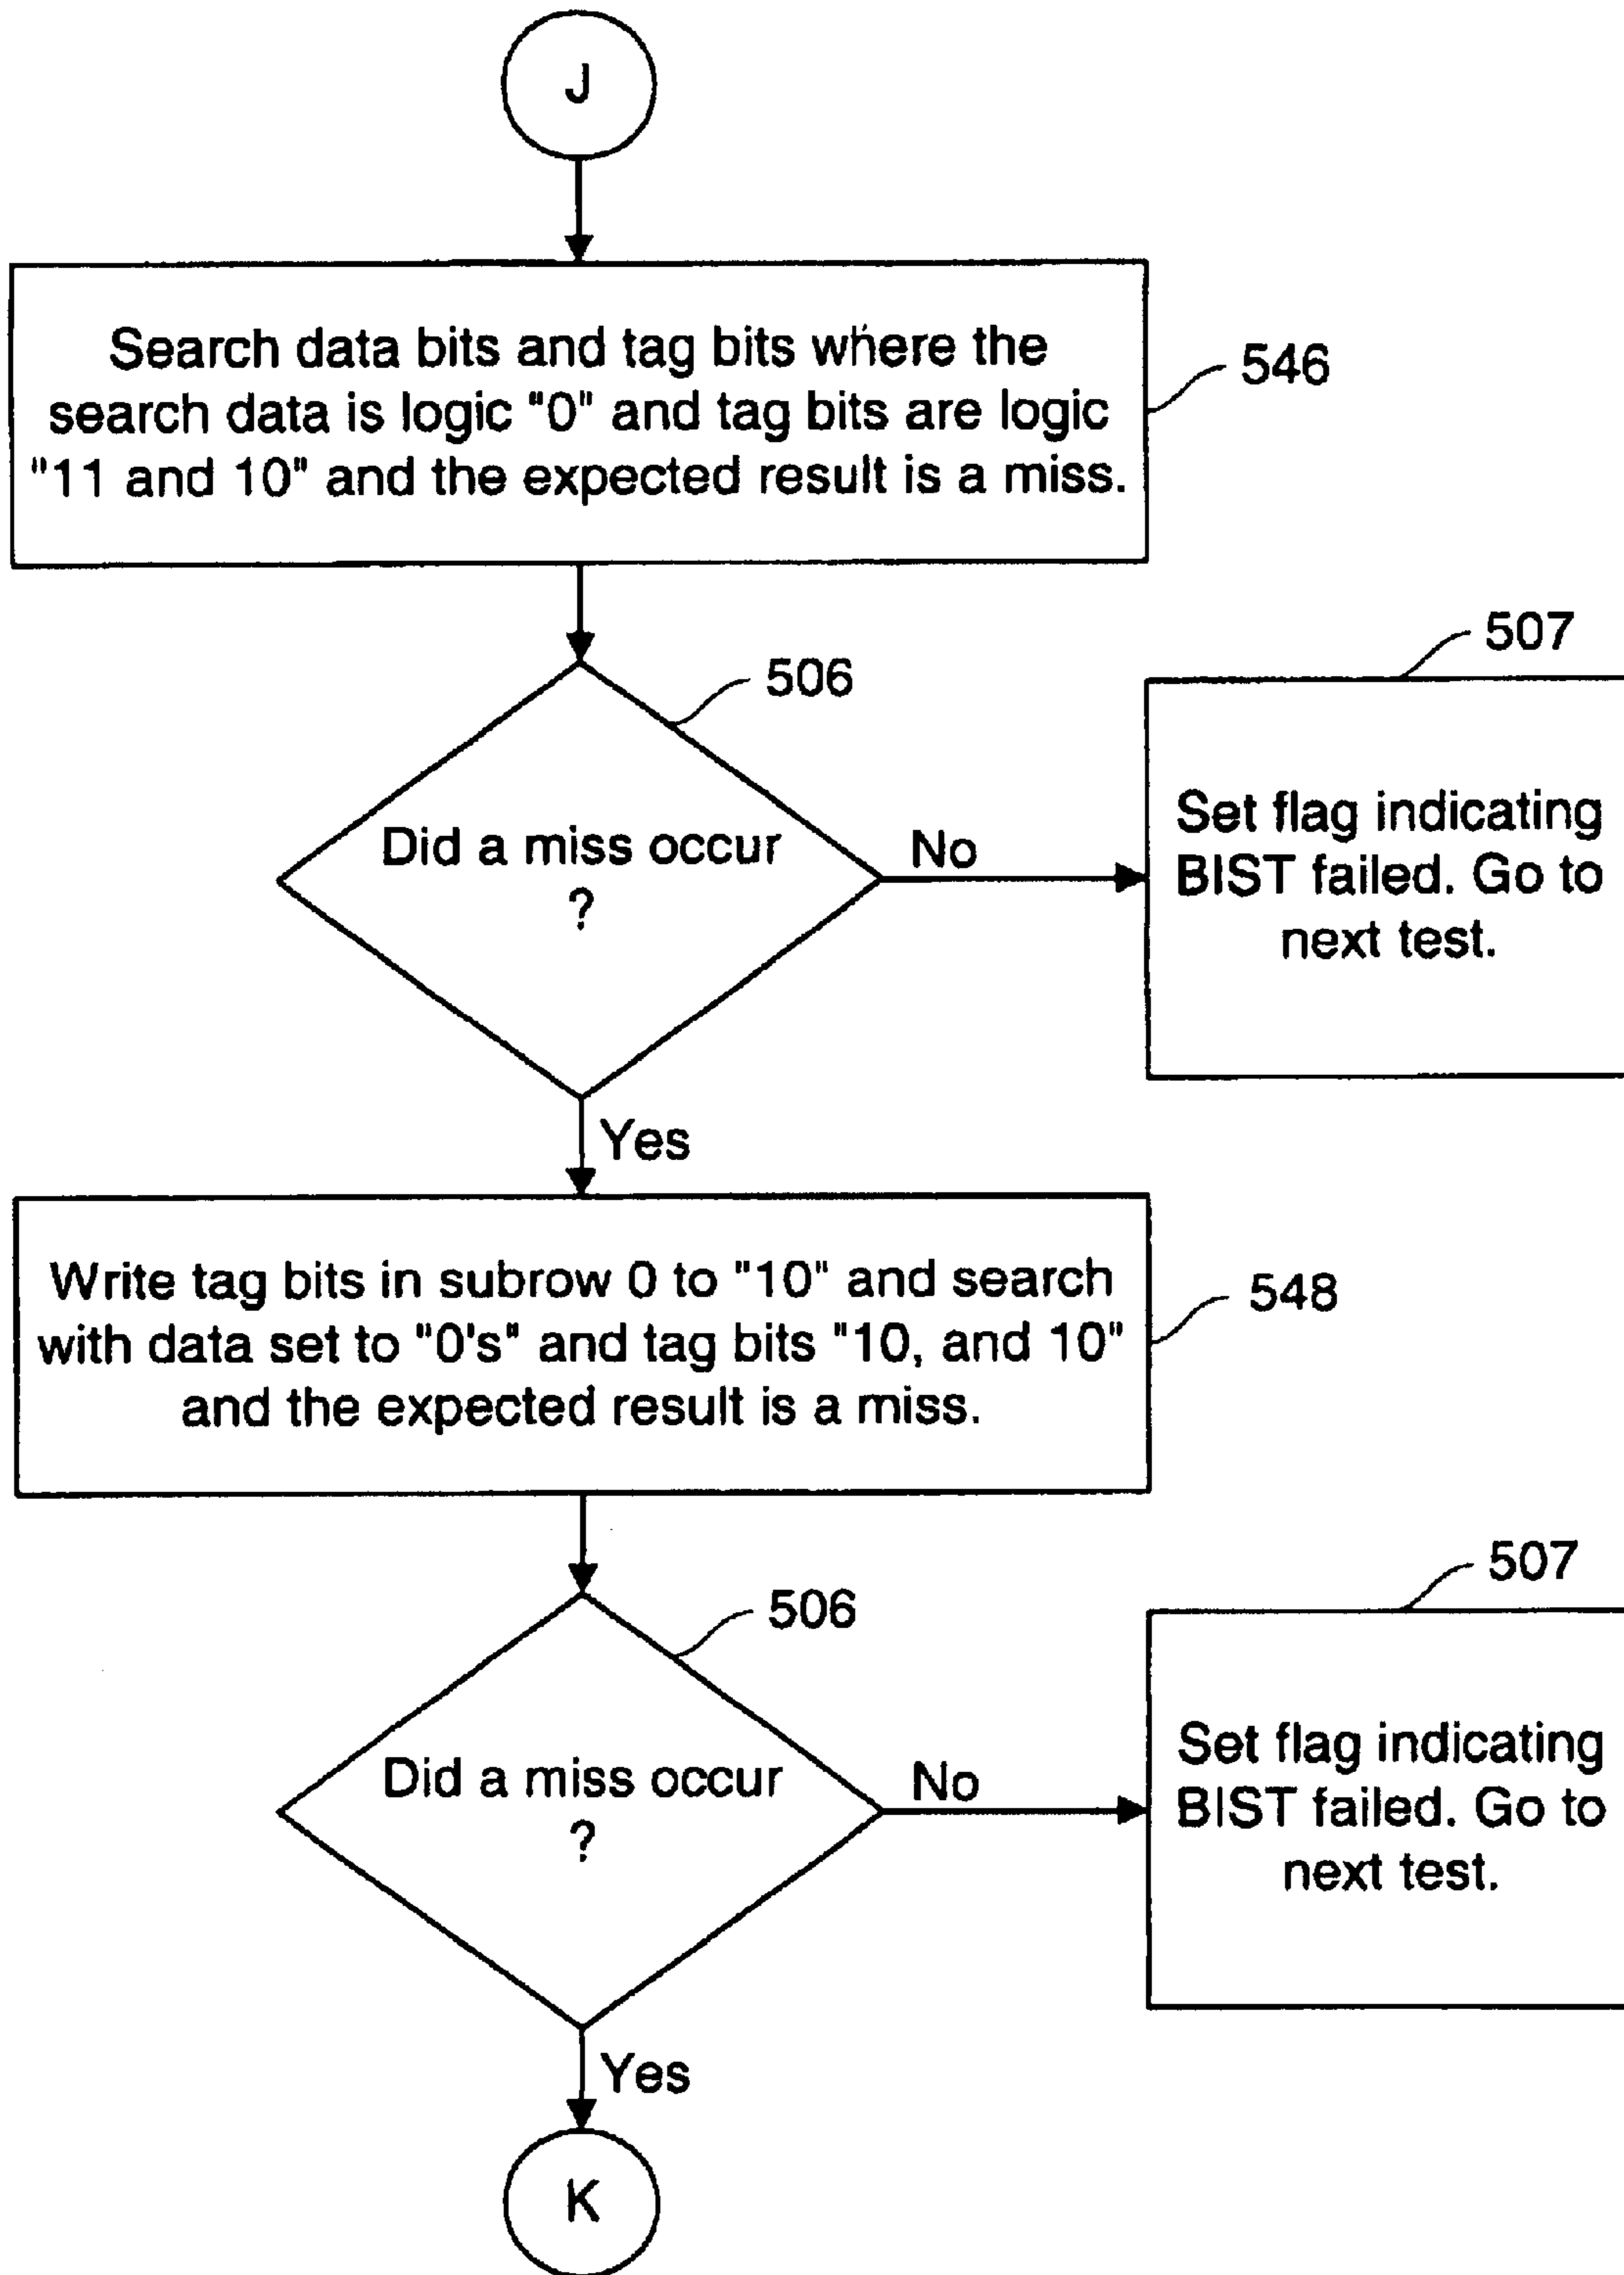 J
Search data bits and tag bits where the
search data is logic "0" and tag bits are logic
"11 and 10" and the expected result is a miss.
546
506
Did a miss occur
?
No
507
Set flag indicating
BIST failed. Go to
next test.
Yes
Write tag bits in subrow 0 to "10" and search
with data set to "0's" and tag bits "10, and 10"
and the expected result is a miss.
548
506
Did a miss occur
?
No
507
Set flag indicating
BIST failed. Go to
next test.
Yes
K